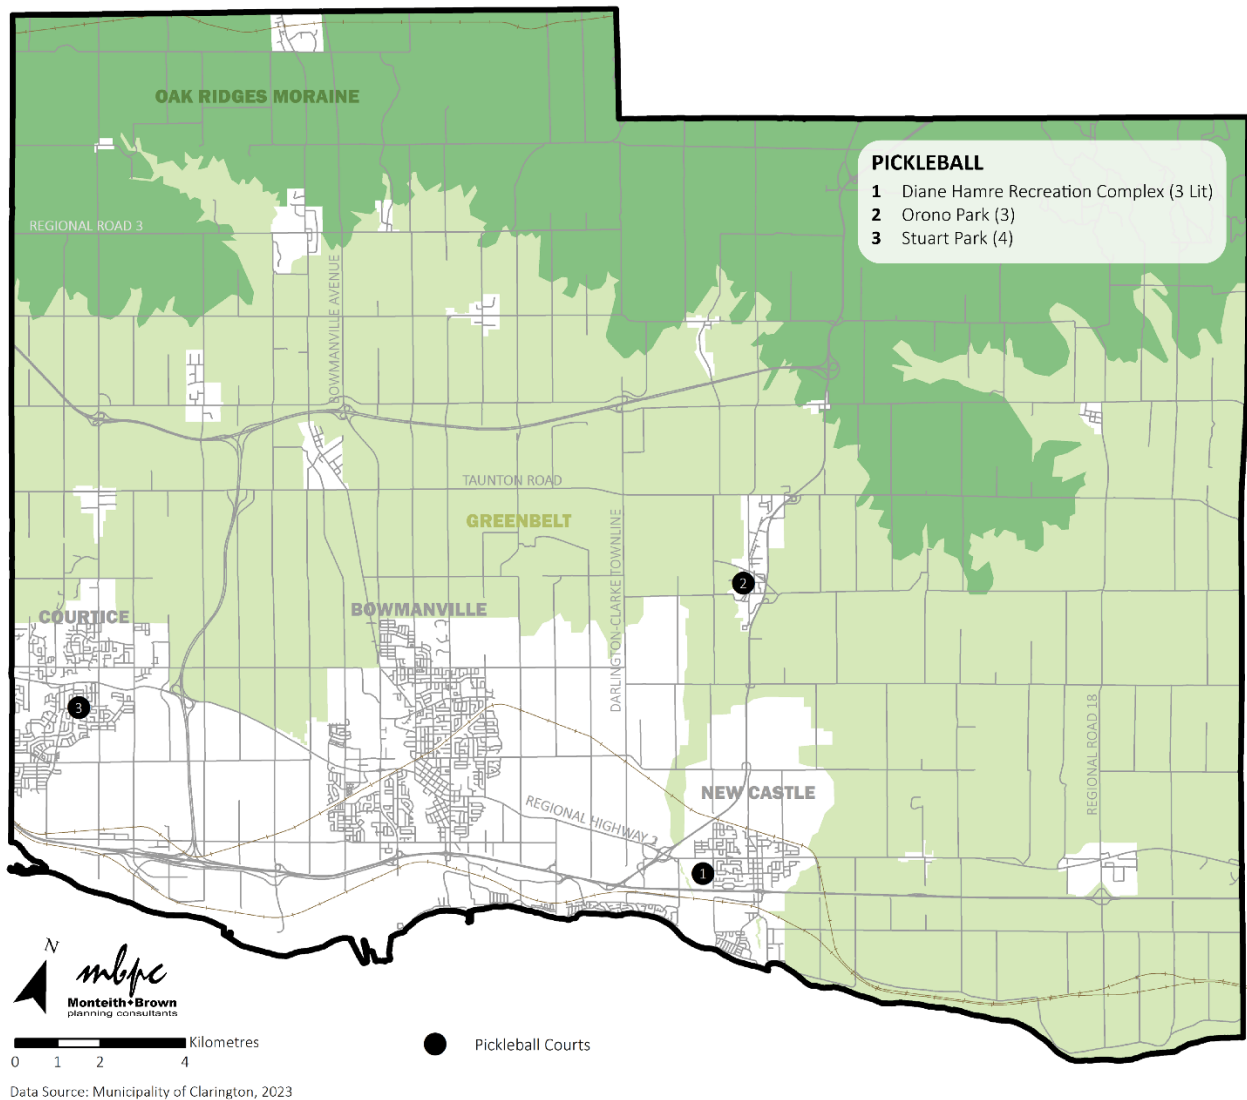 OAK RIDGES MORAINE
PICKLEBALL
1 Diane Hamre Recreation Complex (3 Lit)
2 Orono Park (3)
3 Stuart Park (4)
REGIONAL ROAD 3
BOWMANVILLE AVENUE
TAUNTON ROAD
GREENBELT
DARLINGTON-CLARKE TOWNLINE
2
COURTICE
BOWMANVILLE
3
REGIONAL ROAD 18
NEW CASTLE
REGIONAL HIGHWAY 2
1
N
mbpc
Monteith Brown
planning consultants
Kilometres
0 1 2 4
Pickleball Courts
Data Source: Municipality of Clarington, 2023